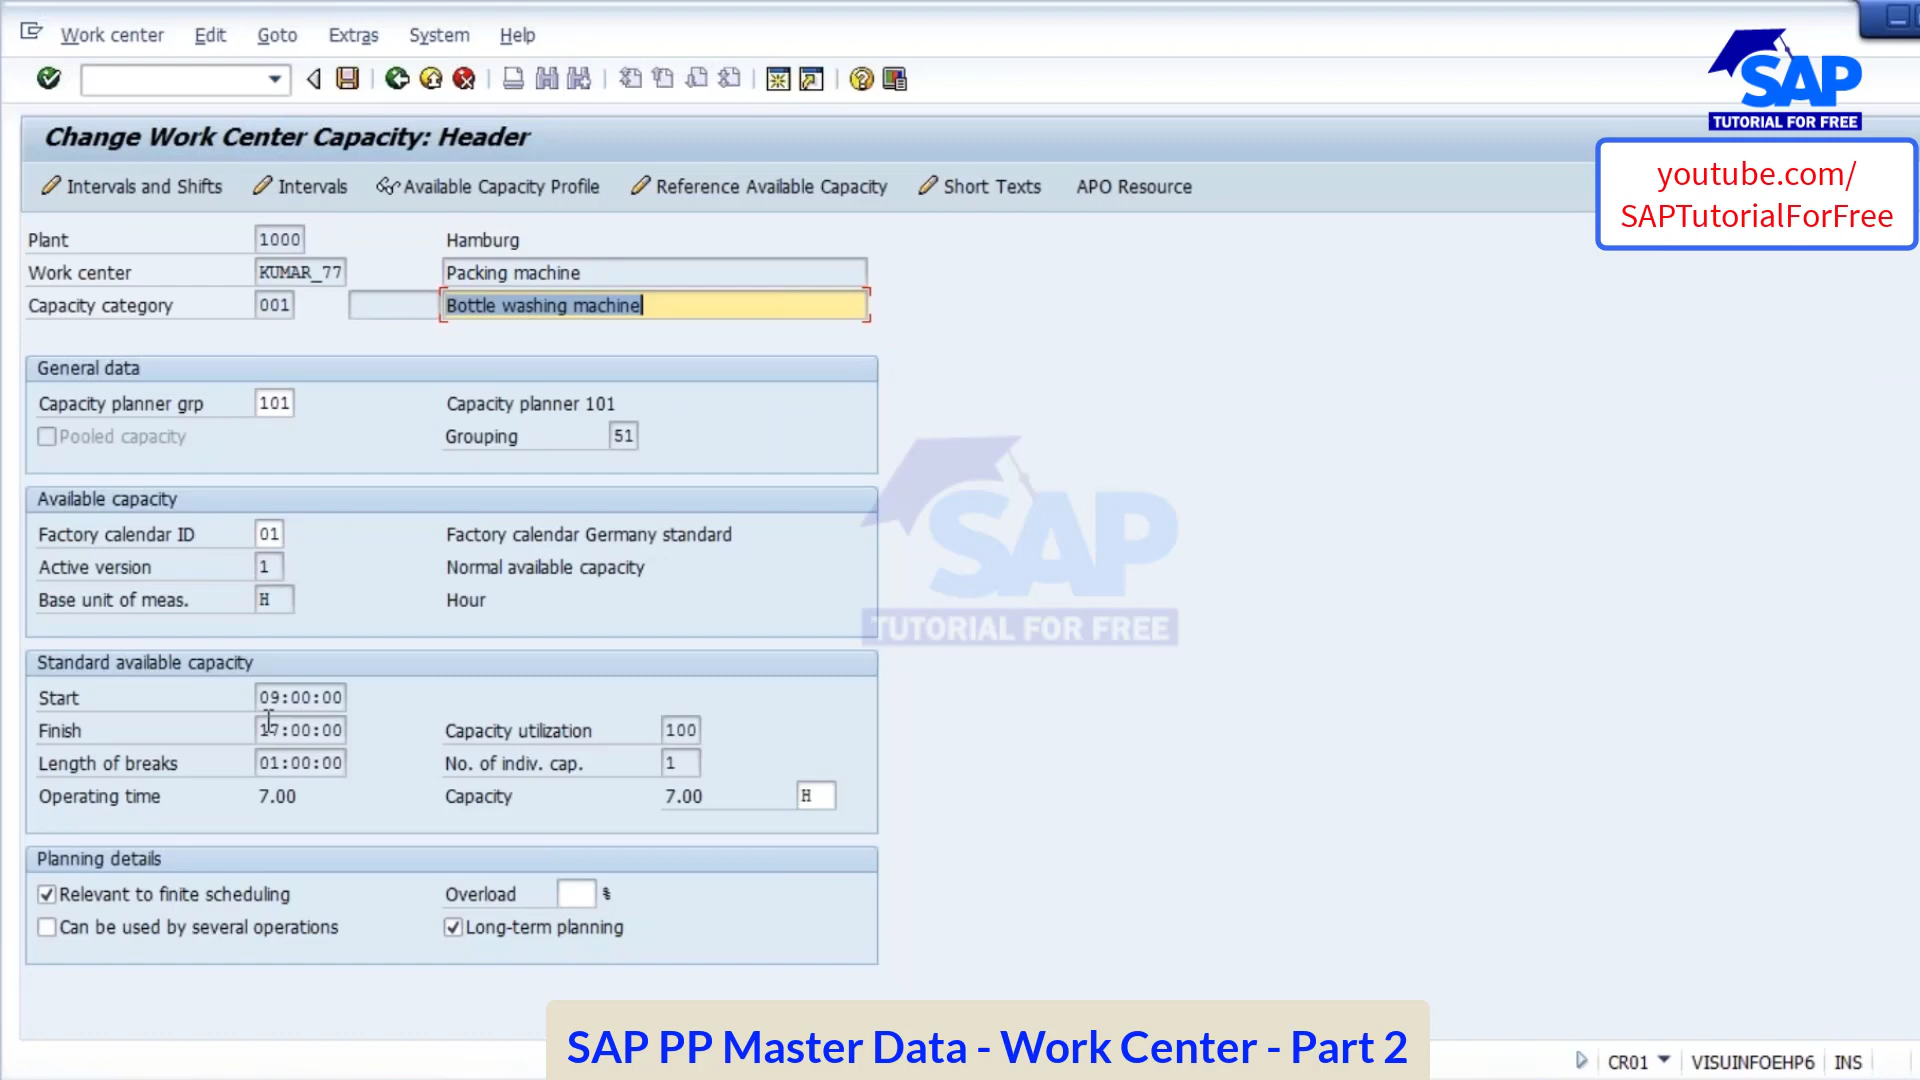 Work center Edit Goto Extras System Help
SAP
TUTORIAL FOR FREE
Change Work Center Capacity: Header
youtube.com/
SAPTutorialForFree
Intervals and Shifts Intervals Available Capacity Profile Reference Available Capacity Short Texts APO Resource
Plant 1000 Hamburg
Work center KUMAR_77 Packing machine
Capacity category 001 Bottle washing machine
General data
Capacity planner grp 101 Capacity planner 101
Pooled capacity Grouping 51
Available capacity
Factory calendar ID 01 Factory calendar Germany standard
Active version 1 Normal available capacity
Base unit of meas. H Hour
SAP
TUTORIAL FOR FREE
Standard available capacity
Start 09:00:00
Finish 17:00:00 Capacity utilization 100
Length of breaks 01:00:00 No. of indiv. cap. 1
Operating time 7.00 Capacity 7.00 H
Planning details
Relevant to finite scheduling Overload %
Can be used by several operations Long-term planning
SAP PP Master Data - Work Center - Part 2
CR01 VISUINFOEHP6 INS